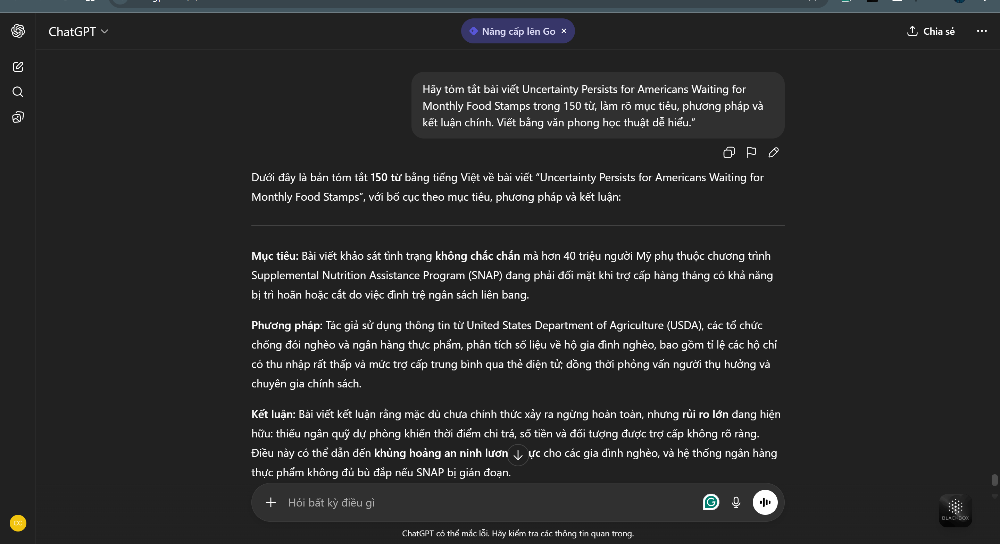 ChatGPT
Nâng cấp lên Go
Chia sẻ
Hãy tóm tắt bài viết Uncertainty Persists for Americans Waiting for
Monthly Food Stamps trong 150 từ, làm rõ mục tiêu, phương pháp và
kết luận chính. Viết bằng văn phong học thuật dễ hiểu.”
Dưới đây là bản tóm tắt 150 từ bằng tiếng Việt về bài viết “Uncertainty Persists for Americans Waiting for
Monthly Food Stamps”, với bố cục theo mục tiêu, phương pháp và kết luận:
Mục tiêu: Bài viết khảo sát tình trạng không chắc chắn mà hơn 40 triệu người Mỹ phụ thuộc chương trình
Supplemental Nutrition Assistance Program (SNAP) đang phải đối mặt khi trợ cấp hàng tháng có khả năng
bị trì hoãn hoặc cắt do việc đình trệ ngân sách liên bang.
Phương pháp: Tác giả sử dụng thông tin từ United States Department of Agriculture (USDA), các tổ chức
chống đói nghèo và ngân hàng thực phẩm, phân tích số liệu về hộ gia đình nghèo, bao gồm tỉ lệ các hộ chỉ
có thu nhập rất thấp và mức trợ cấp trung bình qua thẻ điện tử; đồng thời phỏng vấn người thụ hưởng và
chuyên gia chính sách.
Kết luận: Bài viết kết luận rằng mặc dù chưa chính thức xảy ra ngừng hoàn toàn, nhưng rủi ro lớn đang hiện
hữu: thiếu ngân quỹ dự phòng khiến thời điểm chi trả, số tiền và đối tượng được trợ cấp không rõ ràng.
Điều này có thể dẫn đến khủng hoảng an ninh cho các gia đình nghèo, và hệ thống ngân hàng
thực phẩm không đủ bù đắp nếu SNAP bị gián đoạn.
Hỏi bất kỳ điều gì
BLACKBOX
CC
ChatGPT có thể mắc lỗi. Hãy kiểm tra các thông tin quan trọng.